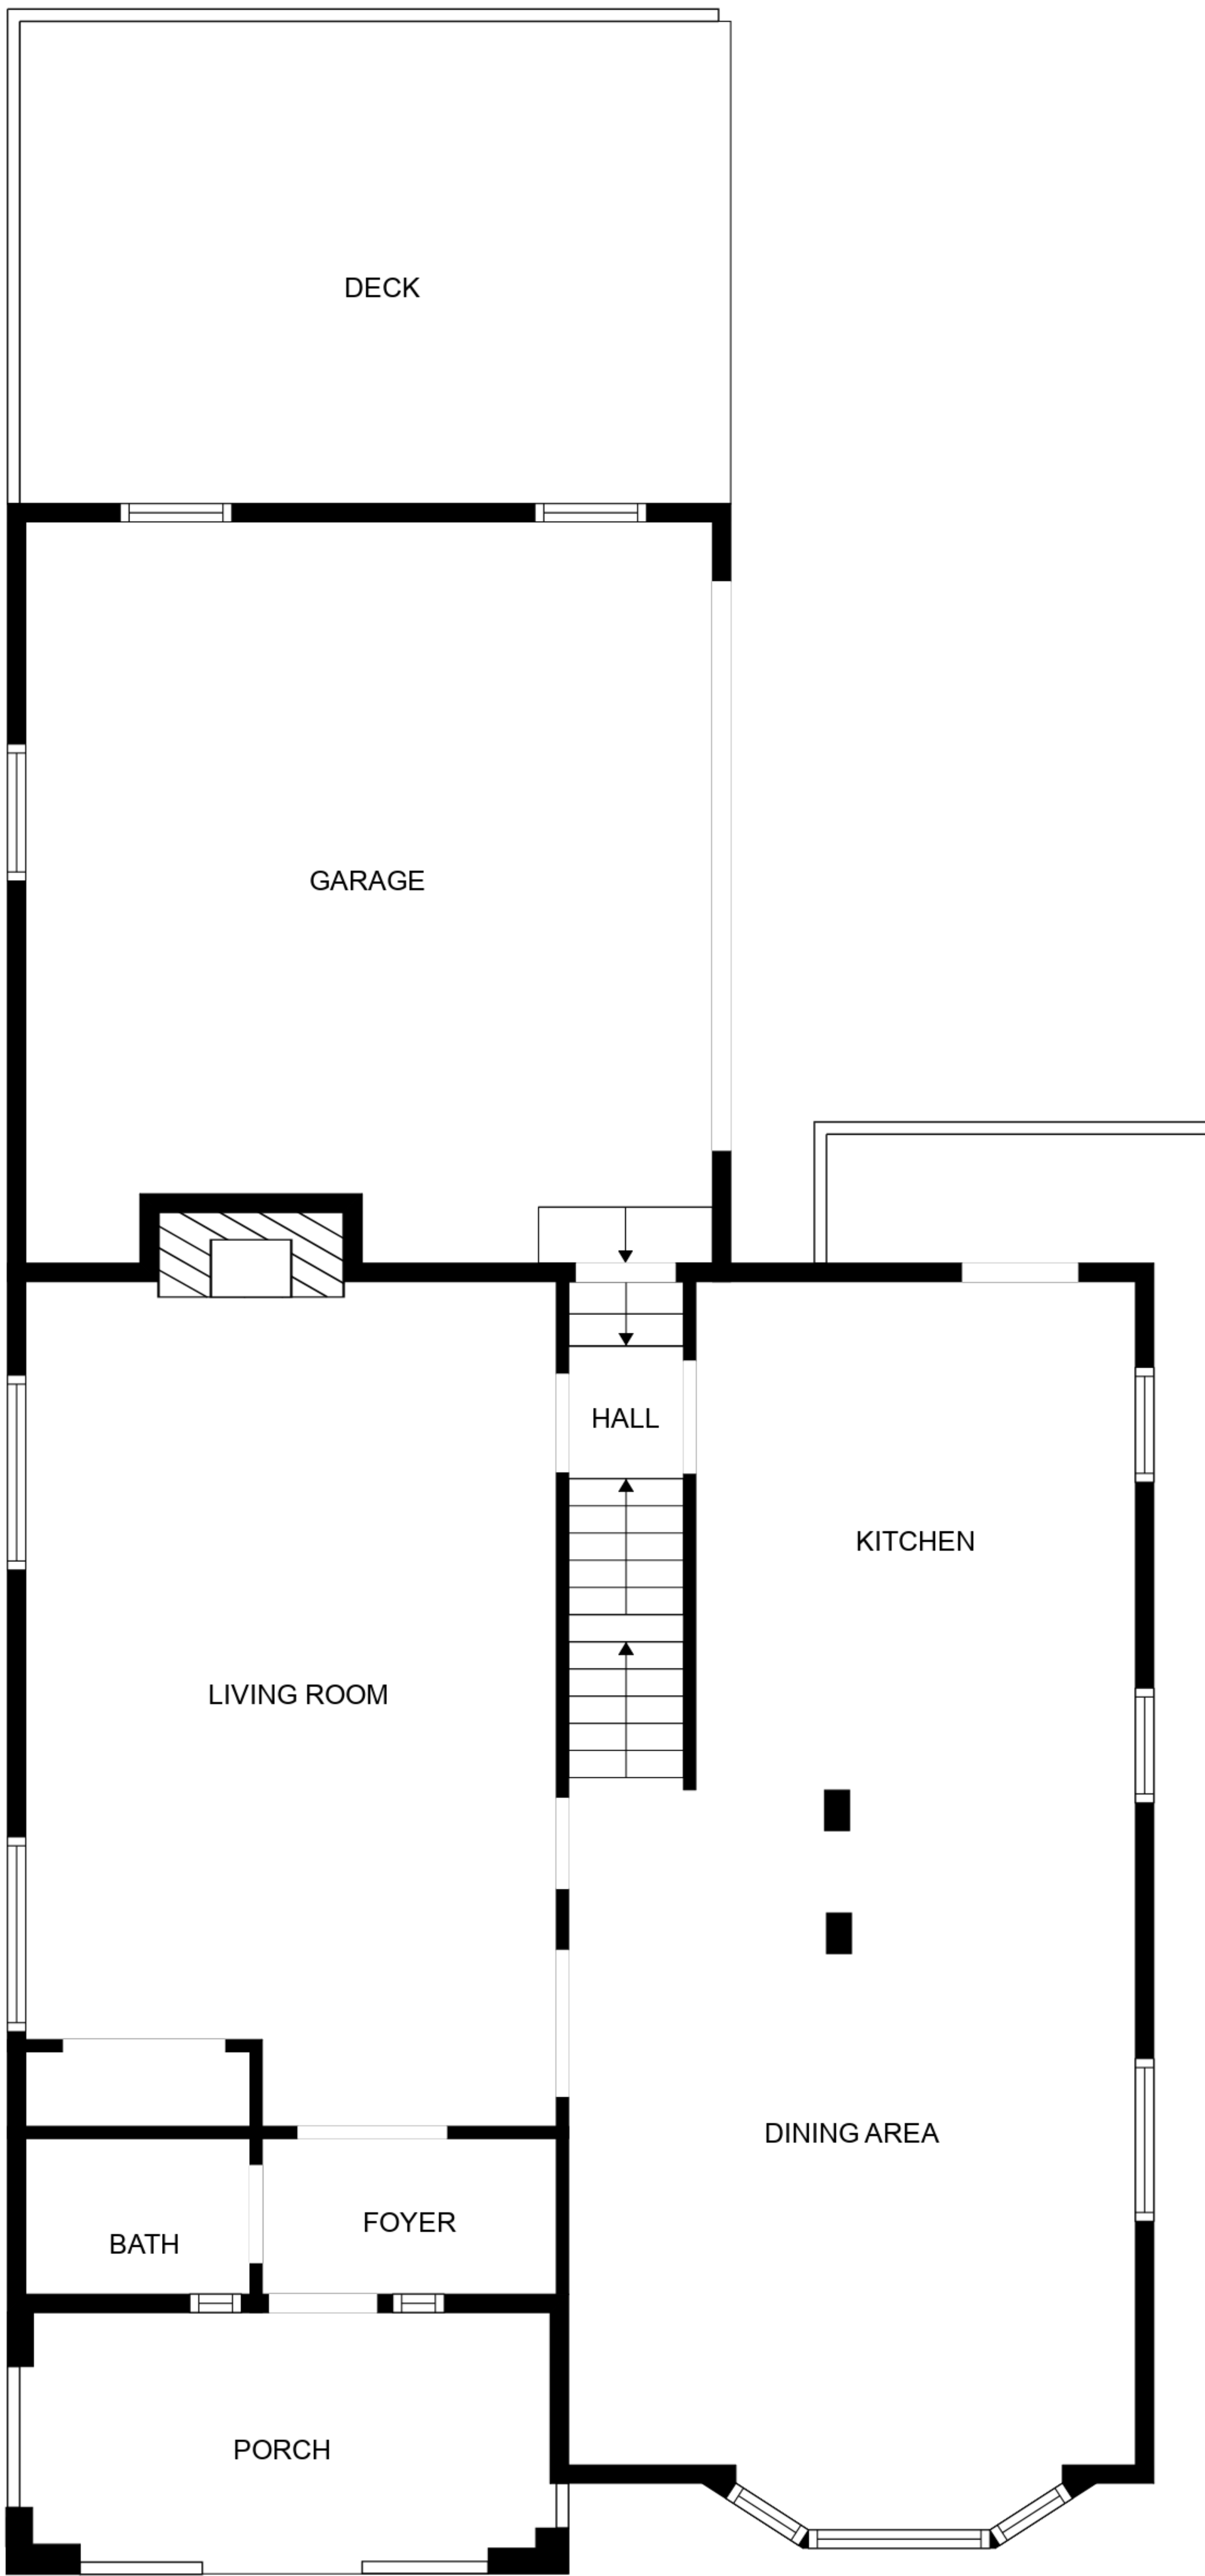 DECK
GARAGE
HALL
KITCHEN
LIVING ROOM
DINING AREA
FOYER
BATH
PORCH